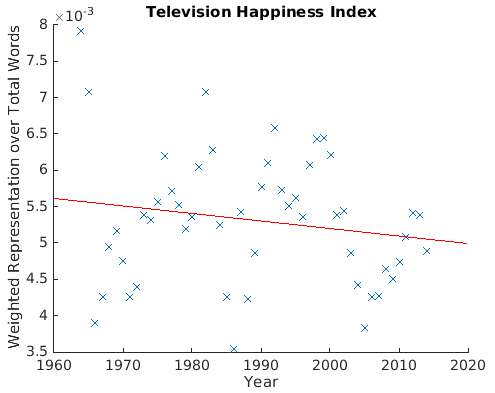 Television Happiness Index
×10-3
Weighted Representation over Total Words
8
7.5
7
6.5
6
5.5
5
4.5
4
3.5
1960 1970 1980 1990 2000 2010 2020
Year